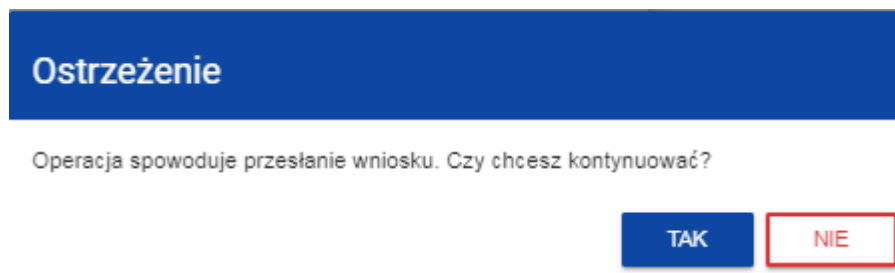 Ostrzeżenie
Operacja spowoduje przesłanie wniosku. Czy chcesz kontynuować?
TAK NIE